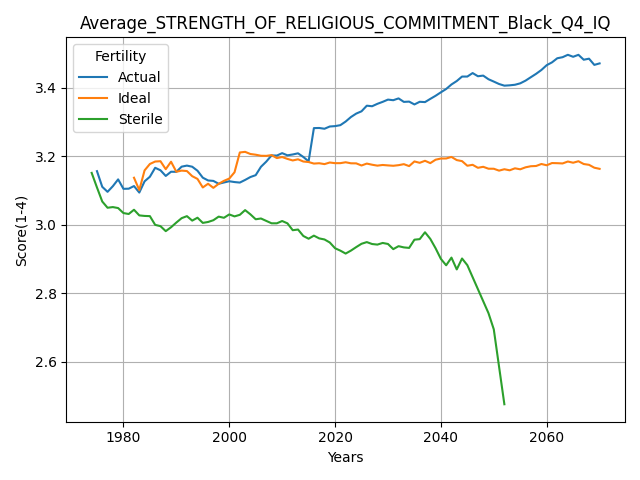 Average_STRENGTH_OF_RELIGIOUS_COMMITMENT_Black_Q4_IQ
Fertility
Actual
Ideal
Sterile
Score(1-4)
3.4
3.2
3.0
2.8
2.6
1980 2000 2020 2040 2060
Years